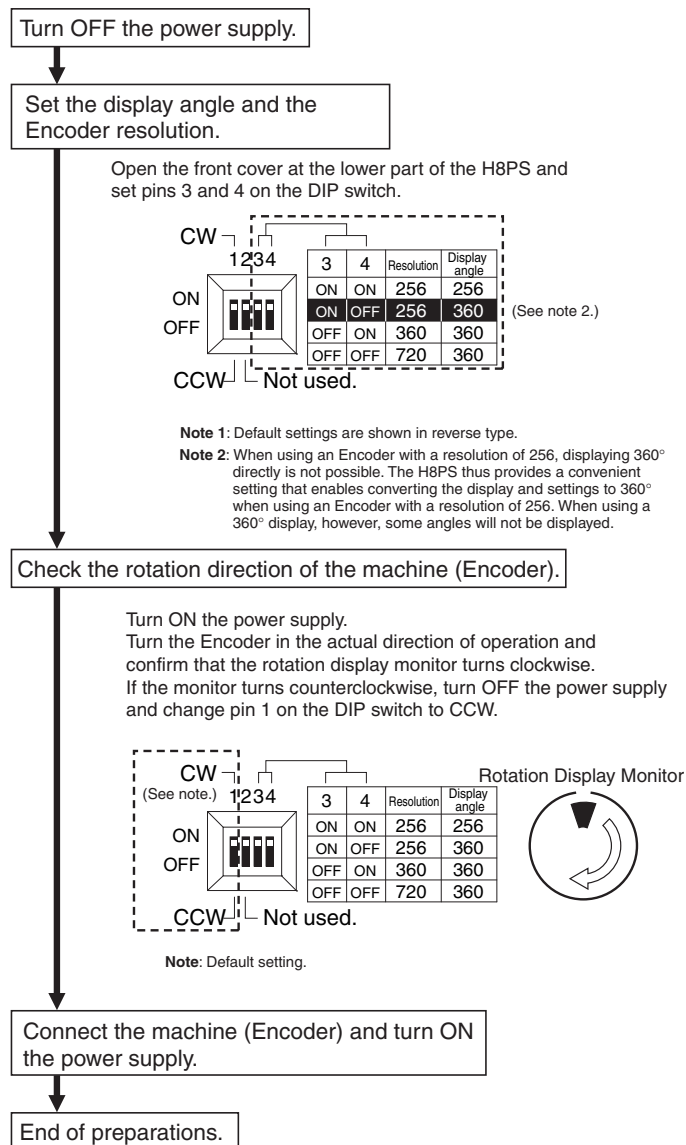 Turn OFF the power supply.
Set the display angle and the
Encoder resolution.
Open the front cover at the lower part of the H8PS and
set pins 3 and 4 on the DIP switch.
CW
1234
ON
OFF
CCW
Not used.
3 4 Resolution Display angle
ON ON 256 256
ON OFF 256 360
OFF ON 360 360
OFF OFF 720 360
(See note 2.)
Note 1: Default settings are shown in reverse type.
Note 2: When using an Encoder with a resolution of 256, displaying 360°
directly is not possible. The H8PS thus provides a convenient
setting that enables converting the display and settings to 360°
when using an Encoder with a resolution of 256. When using a
360° display, however, some angles will not be displayed.
Check the rotation direction of the machine (Encoder).
Turn ON the power supply.
Turn the Encoder in the actual direction of operation and
confirm that the rotation display monitor turns clockwise.
If the monitor turns counterclockwise, turn OFF the power supply
and change pin 1 on the DIP switch to CCW.
CW
(See note.)
1234
ON
OFF
CCW
Not used.
3 4 Resolution Display angle
ON ON 256 256
ON OFF 256 360
OFF ON 360 360
OFF OFF 720 360
Rotation Display Monitor
Note: Default setting.
Connect the machine (Encoder) and turn ON
the power supply.
End of preparations.